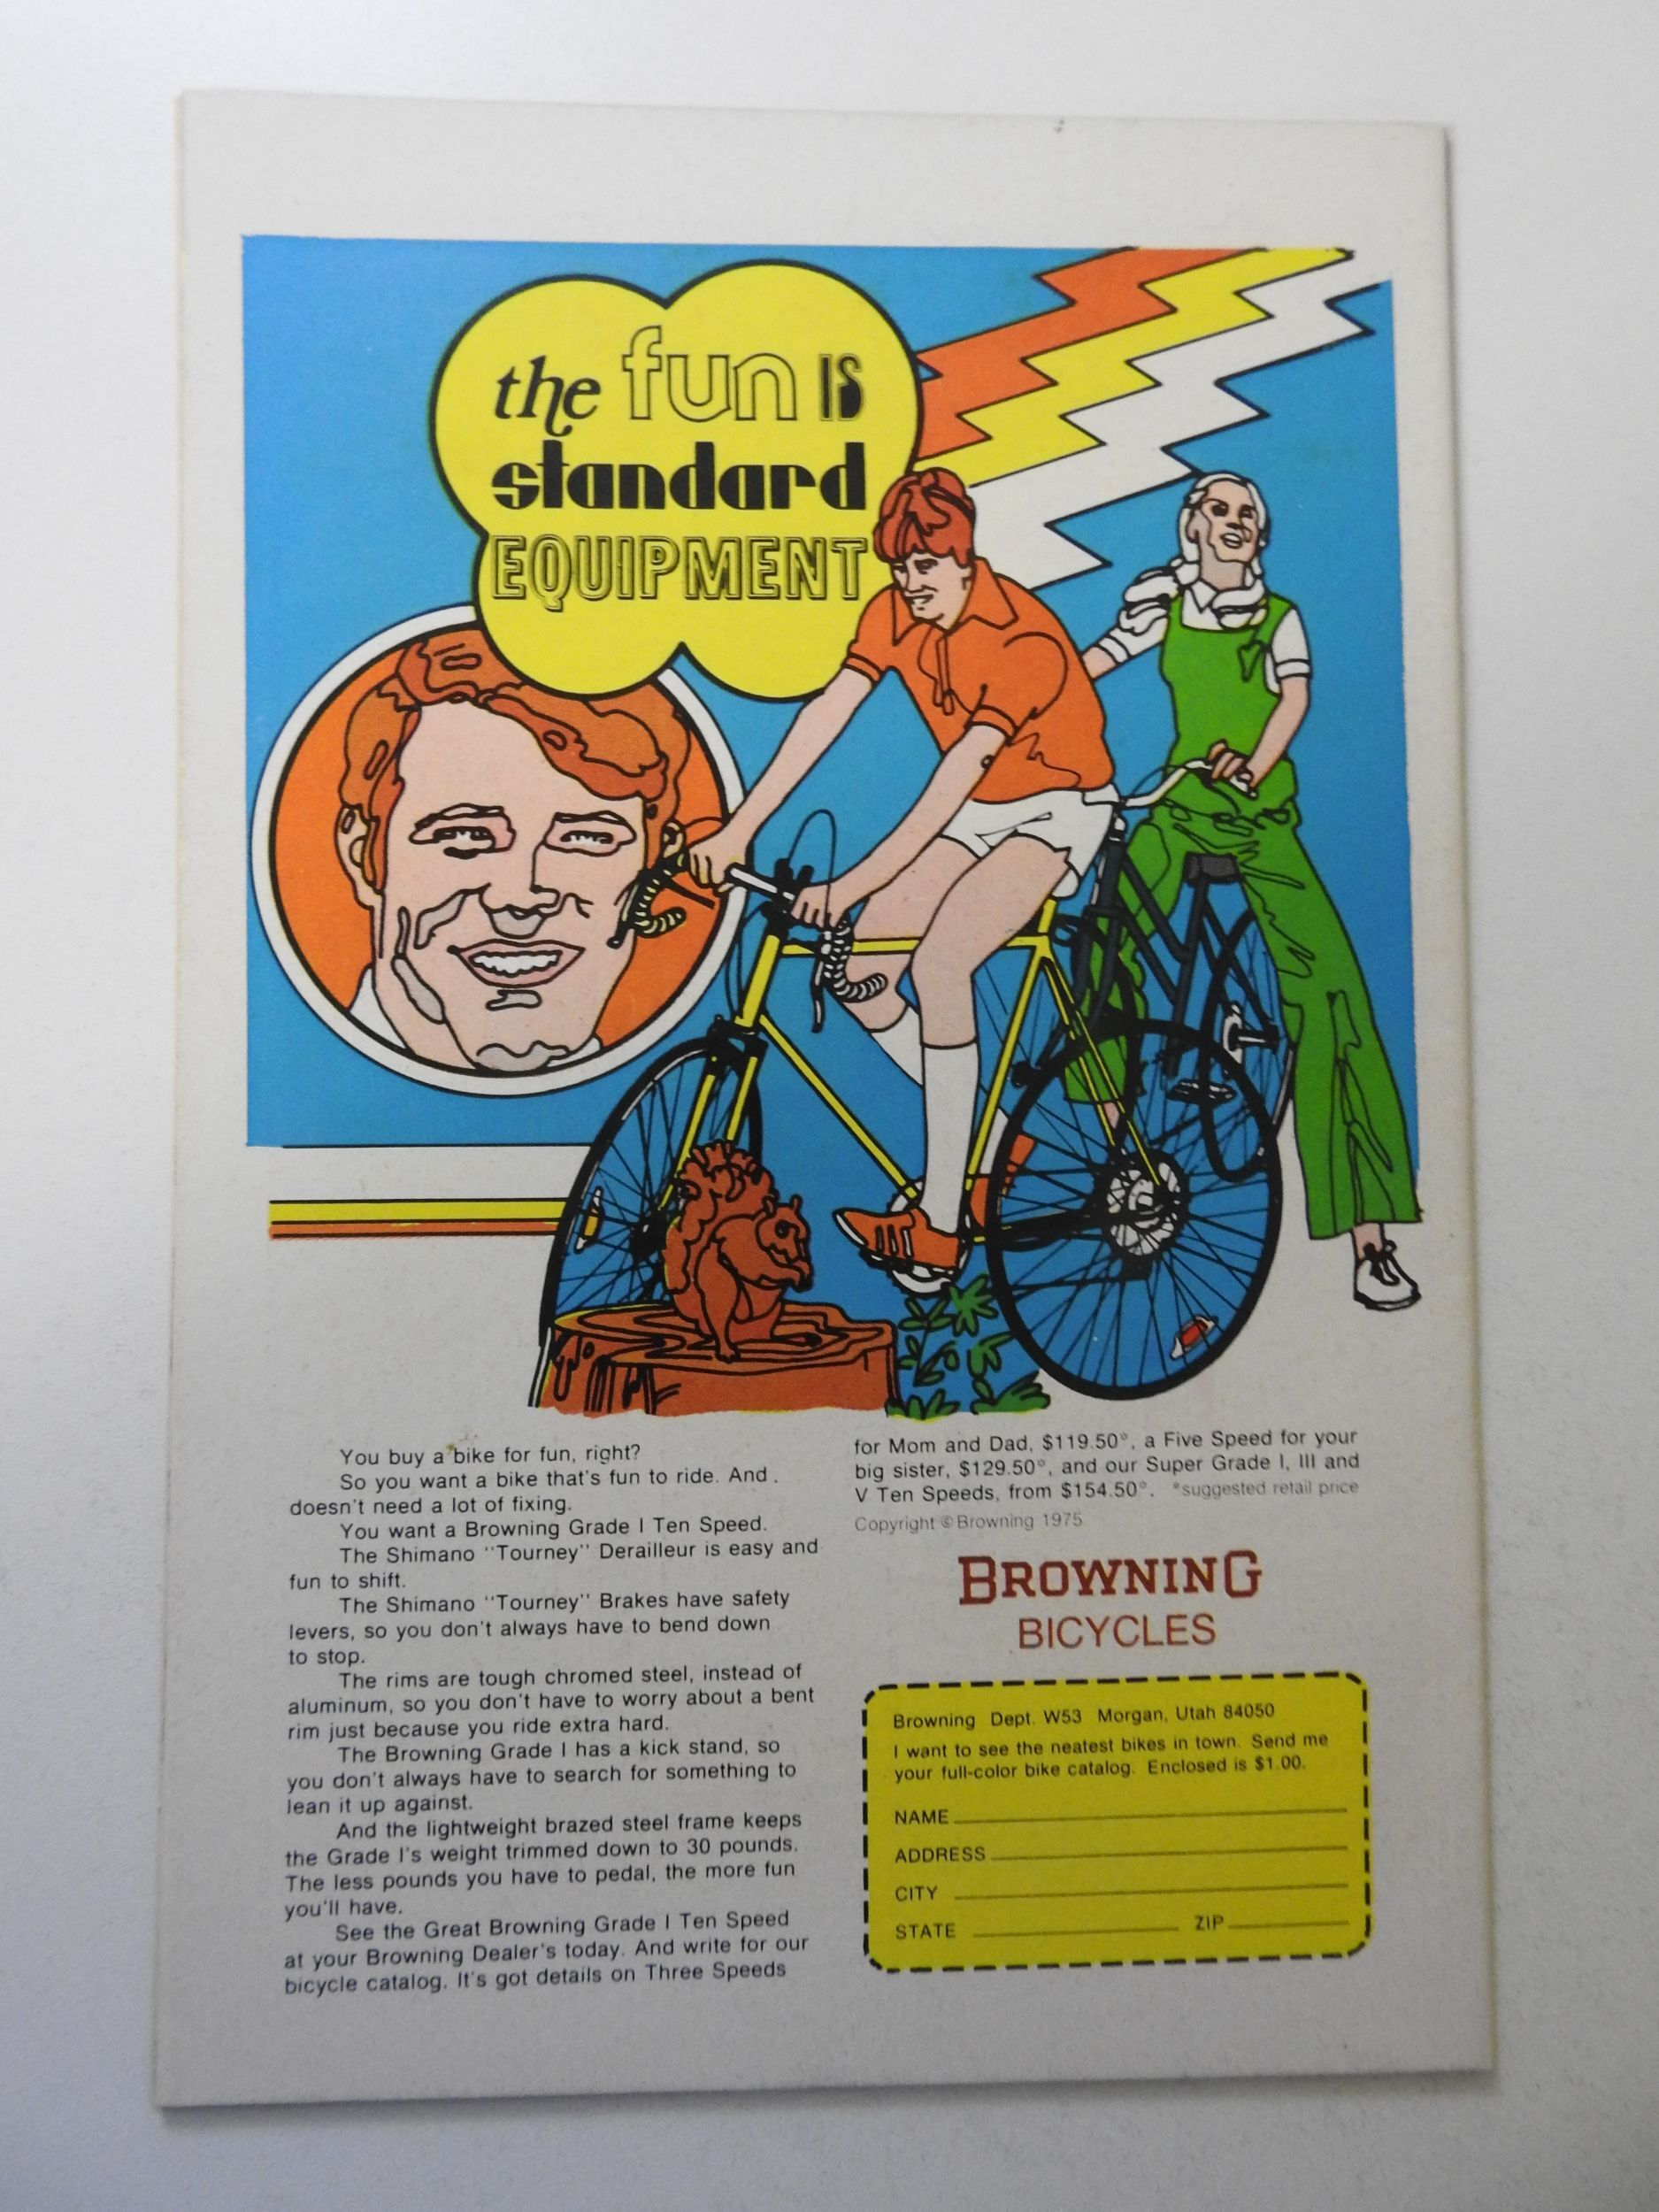 the fun IS
standard
EQUIPMENT
You buy a bike for fun, right?
So you want a bike that's fun to ride. And
doesn't need a lot of fixing.
You want a Browning Grade I Ten Speed.
The Shimano "Tourney" Derailleur is easy and
fun to shift.
The Shimano "Tourney" Brakes have safety
levers, so you don't always have to bend down
to stop.
The rims are tough chromed steel, instead of
aluminum, so you don't have to worry about a bent
rim just because you ride extra hard.
The Browning Grade I has a kick stand, so
you don't always have to search for something to
lean it up against.
And the lightweight brazed steel frame keeps
the Grade I's weight trimmed down to 30 pounds.
The less pounds you have to pedal, the more fun
you'll have.
See the Great Browning Grade I Ten Speed
at your Browning Dealer's today. And write for our
bicycle catalog. It's got details on Three Speeds
for Mom and Dad, $119.50*, a Five Speed for your
big sister, $129.50*, and our Super Grade I, III and
V Ten Speeds, from $154.50*. *suggested retail price
Copyright © Browning 1975
BROWNING
BICYCLES
Browning Dept. W53 Morgan, Utah 84050
I want to see the neatest bikes in town. Send me
your full-color bike catalog. Enclosed is $1.00.
NAME
ADDRESS
CITY
STATE ZIP